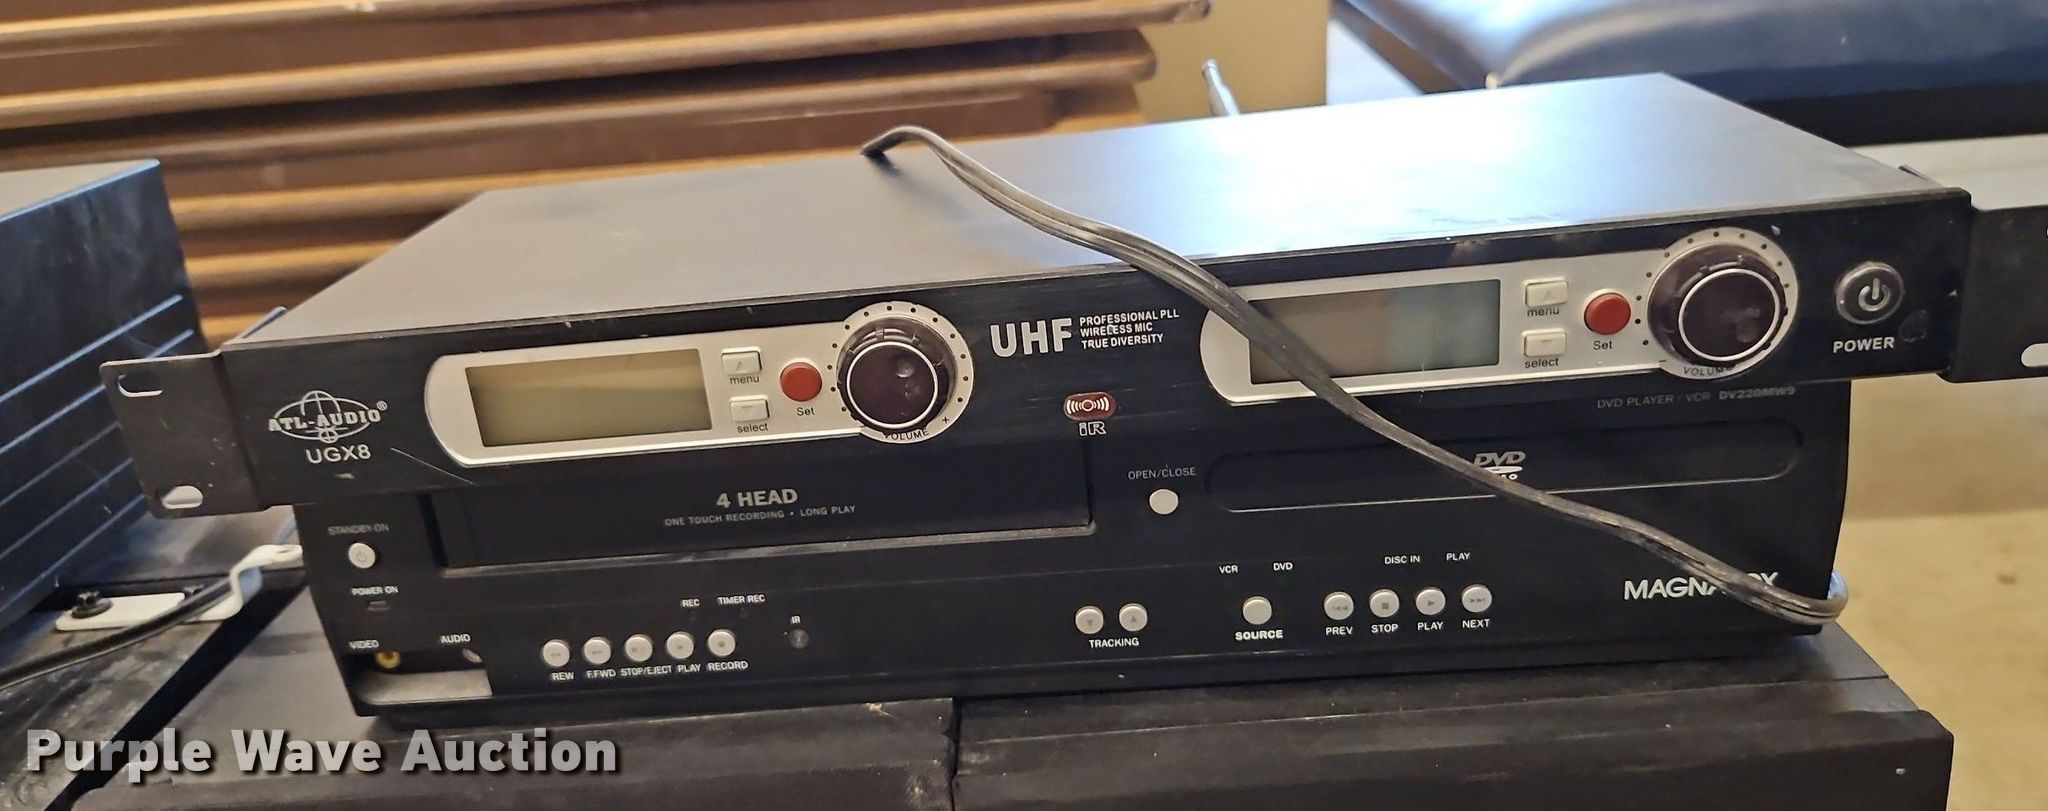 ATL-AUDIO®
UGX8
menu
select
Set
VOLUME
+
UHF
PROFESSIONAL PLL
WIRELESS MIC
TRUE DIVERSITY
iR
menu
select
Set
VOLUME
POWER
DVD PLAYER / VCR DV220MW9
4 HEAD
ONE TOUCH RECORDING • LONG PLAY
OPEN/CLOSE
DVD
STANDBY-ON
POWER ON
VIDEO
AUDIO
REC
TIMER REC
IR
REW
F.FWD
STOP/EJECT
PLAY
RECORD
TRACKING
VCR
DVD
SOURCE
DISC IN
PLAY
PREV
STOP
PLAY
NEXT
MAGNAVOX
Purple Wave Auction